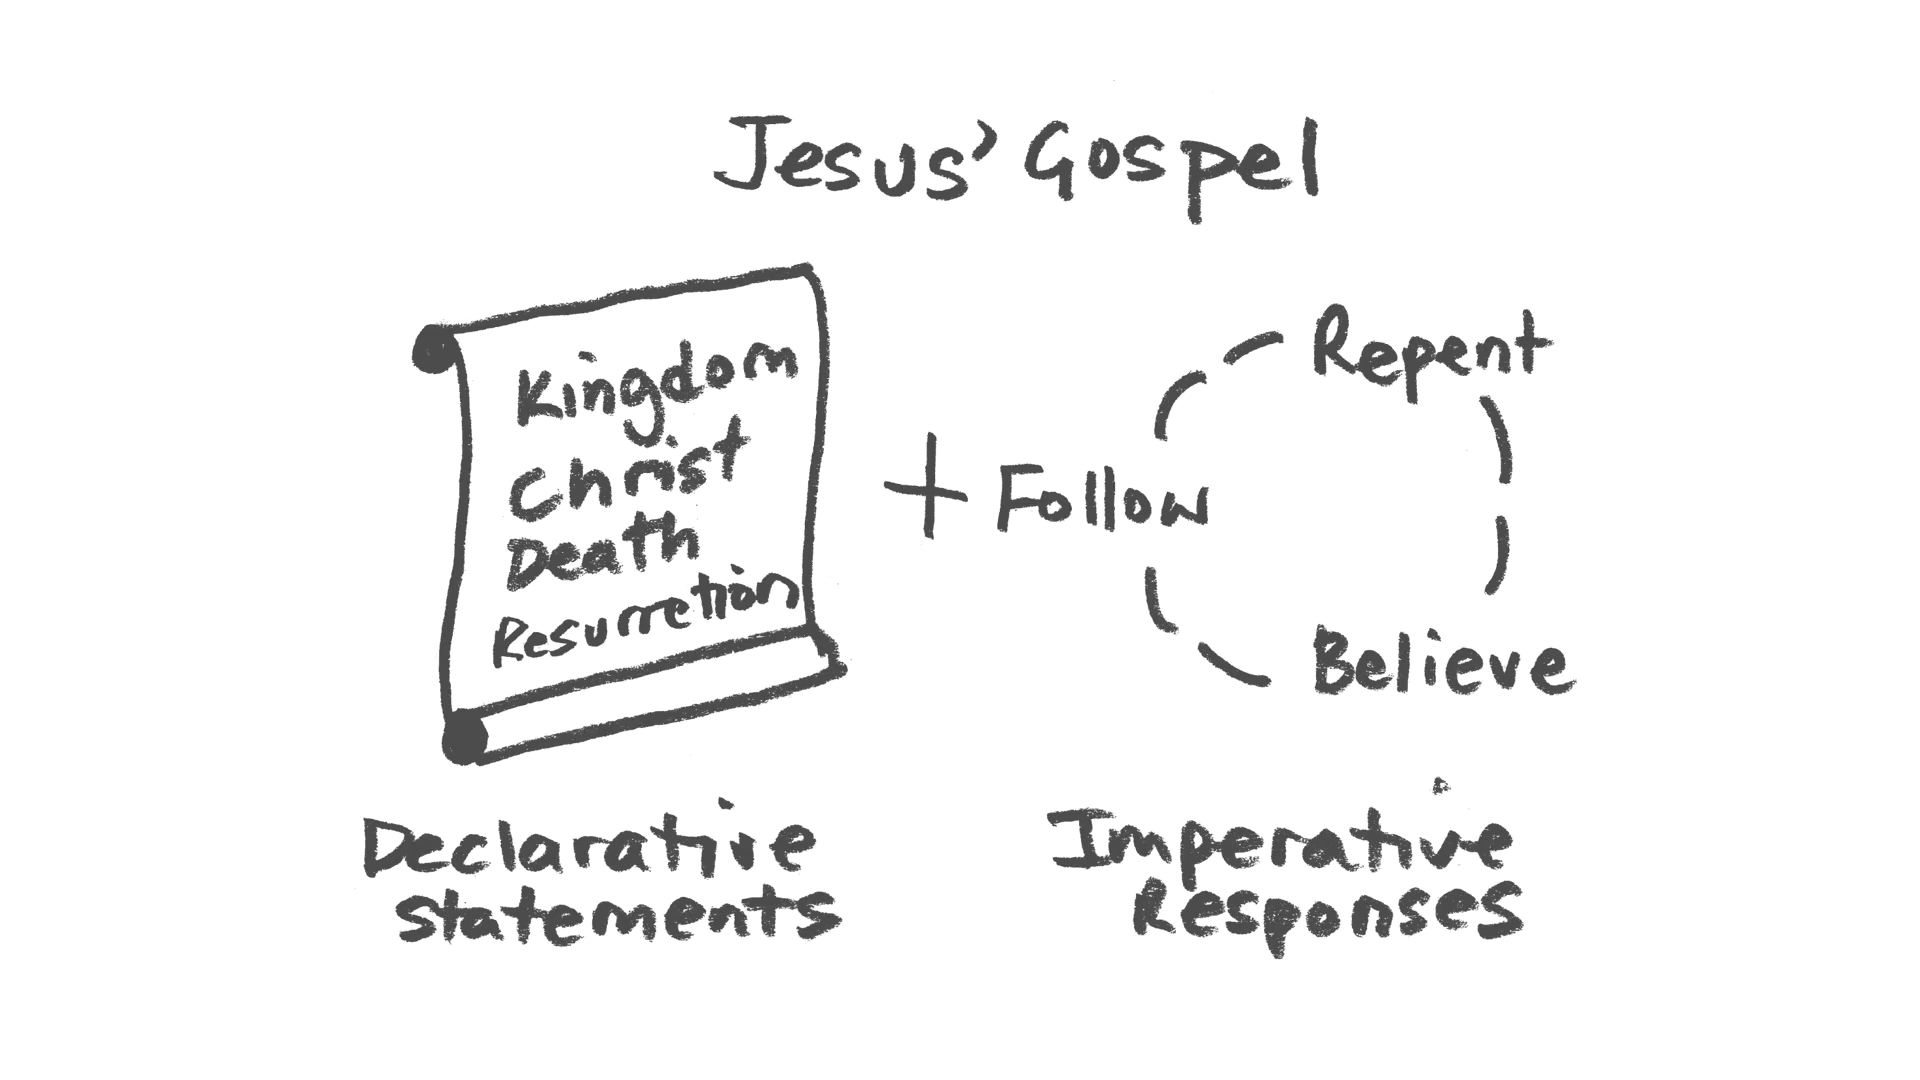 Jesus' Gospel
Kingdom
Christ
Death
Resurretion
+
Follow
Repent
Believe
Declarative
Statements
Imperative
Responses